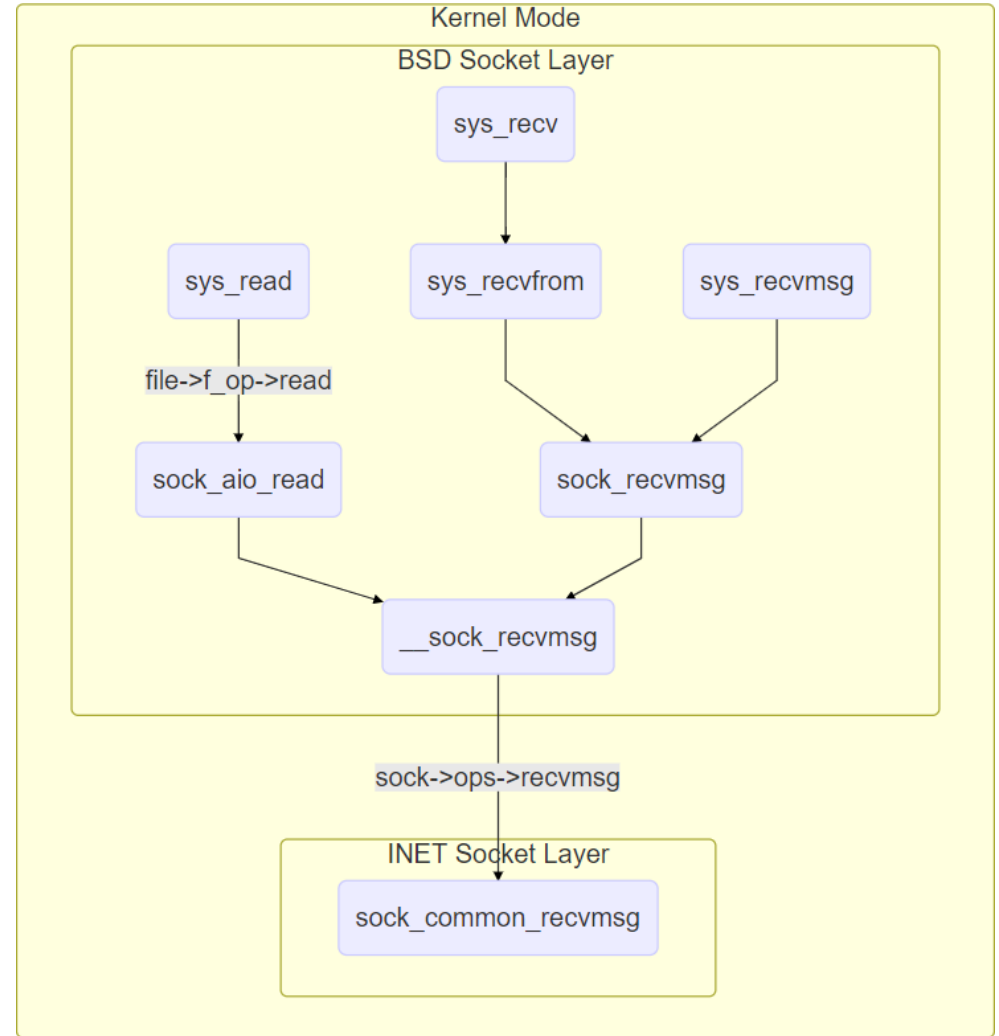 Kernel Mode
BSD Socket Layer
sys_recv
sys_read
sys_recvfrom
sys_recvmsg
file->f_op->read
sock_aio_read
sock_recvmsg
__sock_recvmsg
sock->ops->recvmsg
INET Socket Layer
sock_common_recvmsg